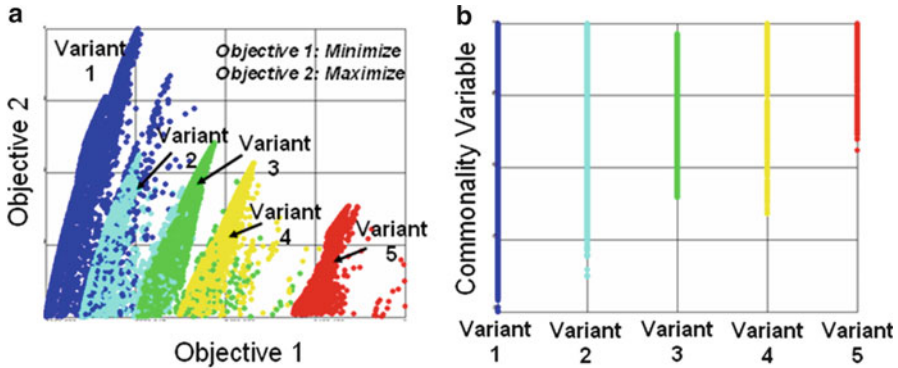 a
Objective 2
Variant
1
Objective 1: Minimize
Objective 2: Maximize
Variant
2
Variant
3
Variant
4
Variant
5
Objective 1
b
Commonality Variable
Variant
1
Variant
2
Variant
3
Variant
4
Variant
5